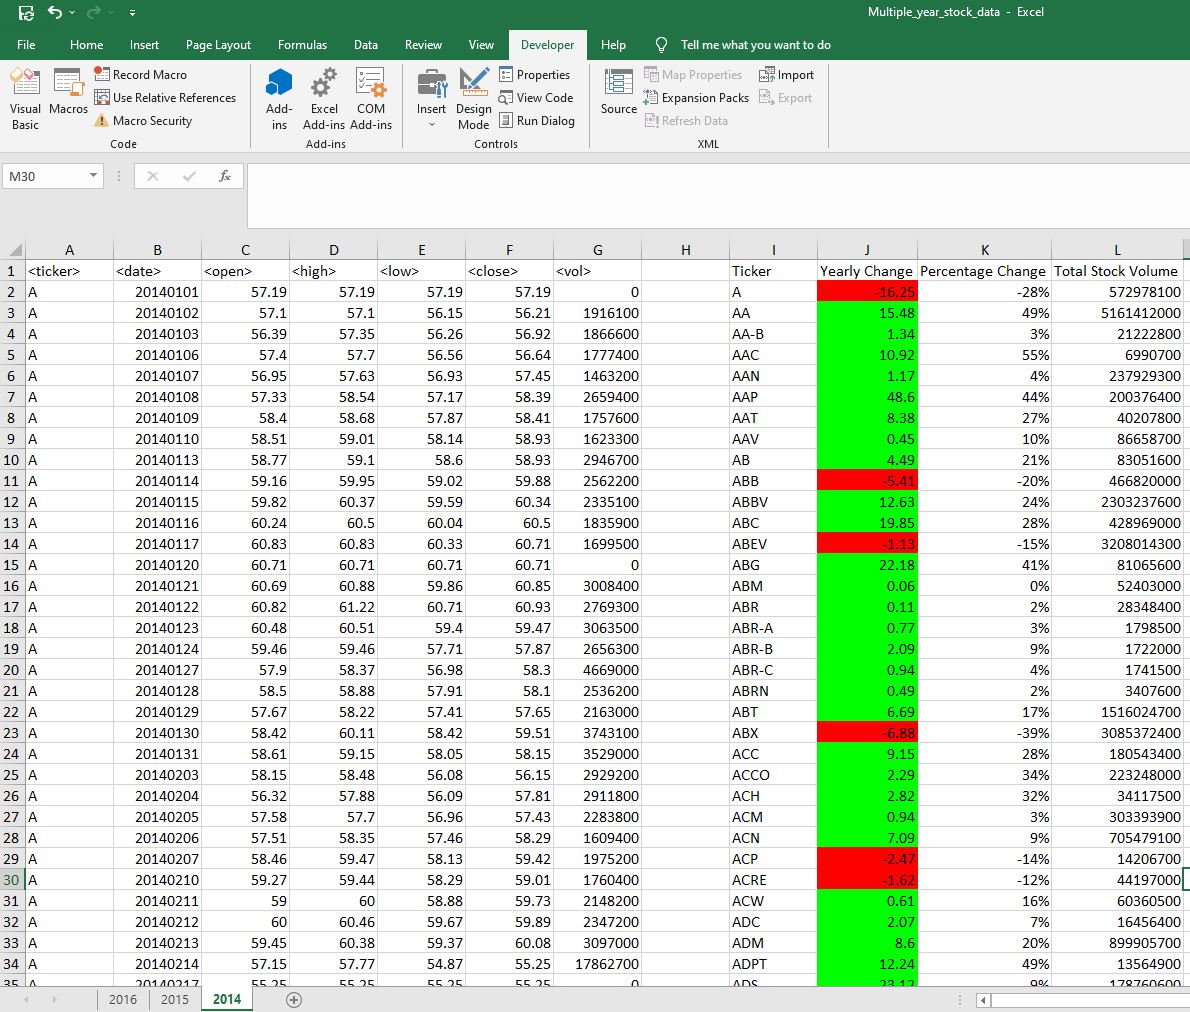 Multiple_year_stock_data - Excel
File Home Insert Page Layout Formulas Data Review View Developer Help Tell me what you want to do
Visual Basic
Macros
Record Macro
Use Relative References
Macro Security
Code
Add-ins
Excel Add-ins
COM Add-ins
Add-ins
Insert
Design Mode
Properties
View Code
Run Dialog
Controls
Source
Map Properties
Expansion Packs
Refresh Data
Import
Export
XML
M30 fx
A B C D E F G H I J K L
1 <ticker> <date> <open> <high> <low> <close> <vol> Ticker Yearly Change Percentage Change Total Stock Volume
2 A 20140101 57.19 57.19 57.19 57.19 0 A -16.25 -28% 572978100
3 A 20140102 57.1 57.1 56.15 56.21 1916100 AA 15.48 49% 5161412000
4 A 20140103 56.39 57.35 56.26 56.92 1866600 AA-B 1.34 3% 21222800
5 A 20140106 57.4 57.7 56.56 56.64 1777400 AAC 10.92 55% 6990700
6 A 20140107 56.95 57.63 56.93 57.45 1463200 AAN 1.17 4% 237929300
7 A 20140108 57.33 58.54 57.17 58.39 2659400 AAP 48.6 44% 200376400
8 A 20140109 58.4 58.68 57.87 58.41 1757600 AAT 8.38 27% 40207800
9 A 20140110 58.51 59.01 58.14 58.93 1623300 AAV 0.45 10% 86658700
10 A 20140113 58.77 59.1 58.6 58.93 2946700 AB 4.49 21% 83051600
11 A 20140114 59.16 59.95 59.02 59.88 2562200 ABB -5.41 -20% 466820000
12 A 20140115 59.82 60.37 59.59 60.34 2335100 ABBV 12.63 24% 2303237600
13 A 20140116 60.24 60.5 60.04 60.5 1835900 ABC 19.85 28% 428969000
14 A 20140117 60.83 60.83 60.33 60.71 1699500 ABEV -1.13 -15% 3208014300
15 A 20140120 60.71 60.71 60.71 60.71 0 ABG 22.18 41% 81065600
16 A 20140121 60.69 60.88 59.86 60.85 3008400 ABM 0.06 0% 52403000
17 A 20140122 60.82 61.22 60.71 60.93 2769300 ABR 0.11 2% 28348400
18 A 20140123 60.48 60.51 59.4 59.47 3063500 ABR-A 0.77 3% 1798500
19 A 20140124 59.46 59.46 57.71 57.87 2656300 ABR-B 2.09 9% 1722000
20 A 20140127 57.9 58.37 56.98 58.3 4669000 ABR-C 0.94 4% 1741500
21 A 20140128 58.5 58.88 57.91 58.1 2536200 ABRN 0.49 2% 3407600
22 A 20140129 57.67 58.22 57.41 57.65 2163000 ABT 6.69 17% 1516024700
23 A 20140130 58.42 60.11 58.42 59.51 3743100 ABX -6.88 -39% 3085372400
24 A 20140131 58.61 59.15 58.05 58.15 3529000 ACC 9.15 28% 180543400
25 A 20140203 58.15 58.48 56.08 56.15 2929200 ACCO 2.29 34% 223248000
26 A 20140204 56.32 57.88 56.09 57.81 2911800 ACH 2.82 32% 34117500
27 A 20140205 57.58 57.7 56.96 57.43 2283800 ACM 0.94 3% 303393900
28 A 20140206 57.51 58.35 57.46 58.29 1609400 ACN 7.09 9% 705479100
29 A 20140207 58.46 59.47 58.13 59.42 1975200 ACP -2.47 -14% 14206700
30 A 20140210 59.27 59.44 58.29 59.01 1760400 ACRE -1.62 -12% 44197000
31 A 20140211 59 60 58.88 59.73 2148200 ACW 0.61 16% 60360500
32 A 20140212 60 60.46 59.67 59.89 2347200 ADC 2.07 7% 16456400
33 A 20140213 59.45 60.38 59.37 60.08 3097000 ADM 8.6 20% 899905700
34 A 20140214 57.15 57.77 54.87 55.25 17862700 ADPT 12.24 49% 13564900
35 A 20140217 55.25 55.25 55.25 55.25 0 ADS 23.12 9% 178760600
2016 2015 2014